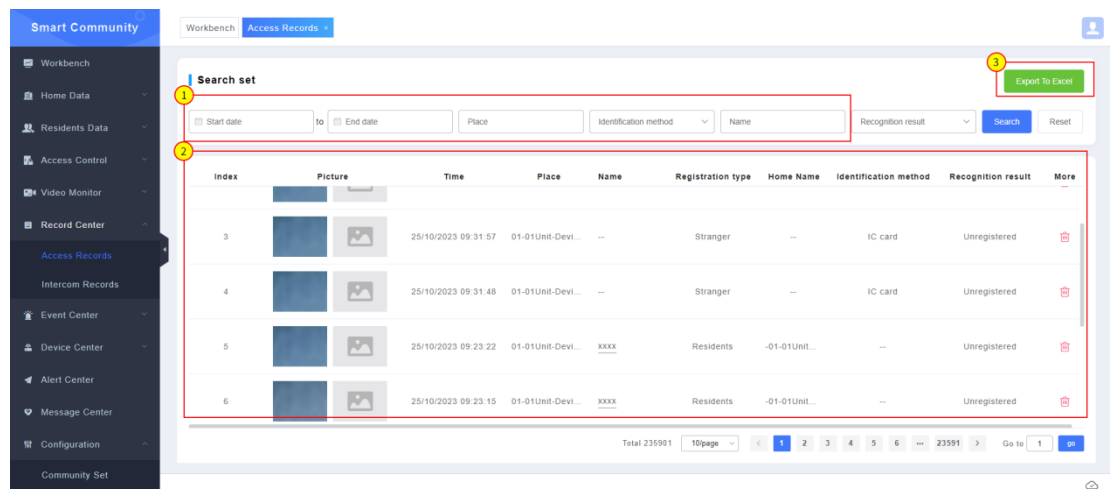 Smart Community
Workbench Access Records ×
Workbench
Home Data
Residents Data
Access Control
Video Monitor
Record Center
Access Records
Intercom Records
Event Center
Device Center
Alert Center
Message Center
Configuration
Community Set
Search set
3
Export To Excel
1
Start date to End date Place Identification method Name Recognition result Search Reset
2
Index Picture Time Place Name Registration type Home Name Identification method Recognition result More
3 25/10/2023 09:31:57 01-01Unit-Devi... -- Stranger -- IC card Unregistered
4 25/10/2023 09:31:48 01-01Unit-Devi... -- Stranger -- IC card Unregistered
5 25/10/2023 09:23:22 01-01Unit-Devi... xxxx Residents -01-01Unit... -- Unregistered
6 25/10/2023 09:23:15 01-01Unit-Devi... xxxx Residents -01-01Unit... -- Unregistered
Total 235901 10/page < 1 2 3 4 5 6 ··· 23591 > Go to 1 go